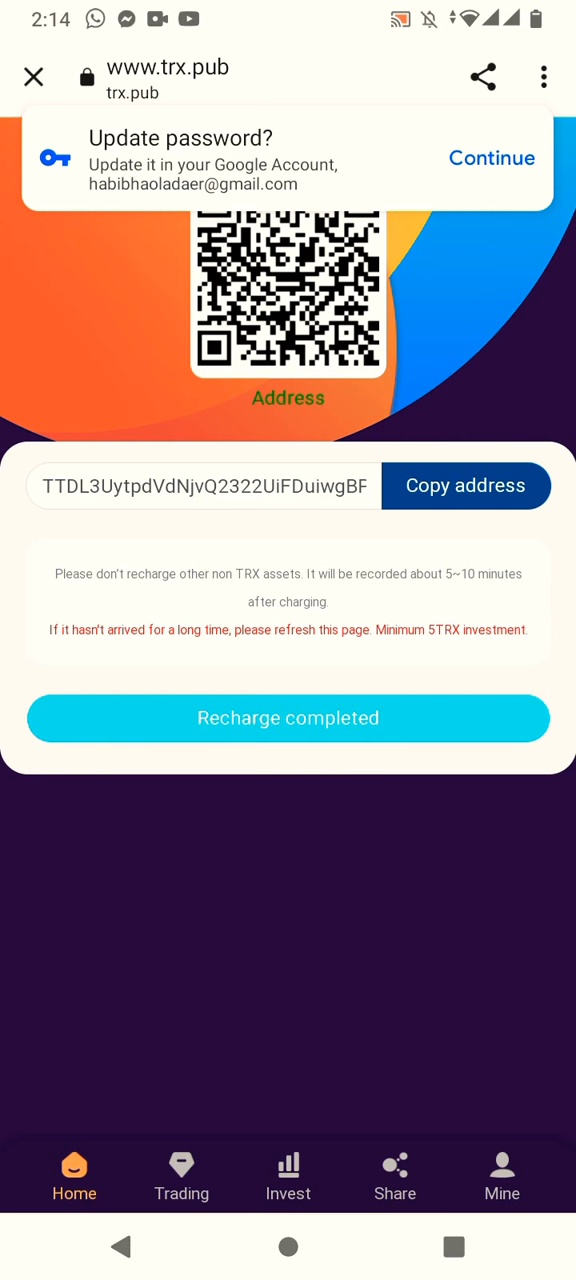 2:14
www.trx.pub
trx.pub
Update password?
Update it in your Google Account,
habibhaoladaer@gmail.com
Continue
Address
TTDL3UytpdVdNjvQ2322UiFDuiwgBF
Copy address
Please don't recharge other non TRX assets. It will be recorded about 5~10 minutes
after charging.
If it hasn't arrived for a long time, please refresh this page. Minimum 5TRX investment.
Recharge completed
Home
Trading
Invest
Share
Mine